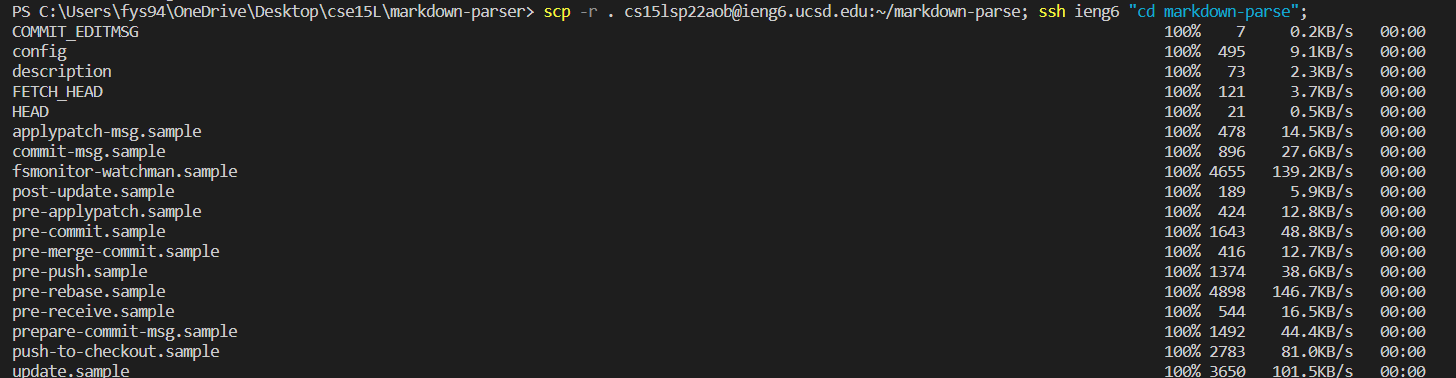 PS C:\Users\fys94\OneDrive\Desktop\cse15L\markdown-parser> scp -r . cs15lsp22aob@ieng6.ucsd.edu:~/markdown-parse; ssh ieng6 "cd markdown-parse";
COMMIT_EDITMSG 100% 7 0.2KB/s 00:00
config 100% 495 9.1KB/s 00:00
description 100% 73 2.3KB/s 00:00
FETCH_HEAD 100% 121 3.7KB/s 00:00
HEAD 100% 21 0.5KB/s 00:00
applypatch-msg.sample 100% 478 14.5KB/s 00:00
commit-msg.sample 100% 896 27.6KB/s 00:00
fsmonitor-watchman.sample 100% 4655 139.2KB/s 00:00
post-update.sample 100% 189 5.9KB/s 00:00
pre-applypatch.sample 100% 424 12.8KB/s 00:00
pre-commit.sample 100% 1643 48.8KB/s 00:00
pre-merge-commit.sample 100% 416 12.7KB/s 00:00
pre-push.sample 100% 1374 38.6KB/s 00:00
pre-rebase.sample 100% 4898 146.7KB/s 00:00
pre-receive.sample 100% 544 16.5KB/s 00:00
prepare-commit-msg.sample 100% 1492 44.4KB/s 00:00
push-to-checkout.sample 100% 2783 81.0KB/s 00:00
update.sample 100% 3650 101.5KB/s 00:00